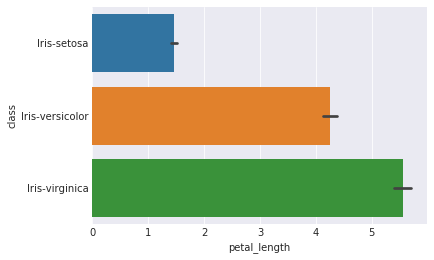 Iris-setosa
Iris-versicolor
Iris-virginica
class
0 1 2 3 4 5
petal_length